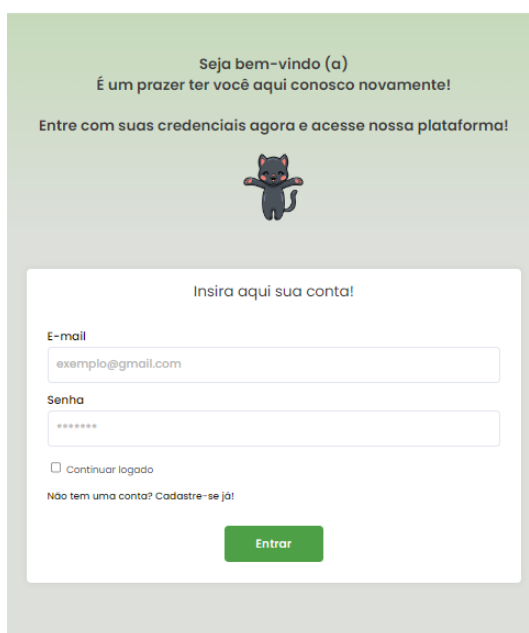 Seja bem-vindo (a)
É um prazer ter você aqui conosco novamente!
Entre com suas credenciais agora e acesse nossa plataforma!
Insira aqui sua conta!
E-mail
exemplo@gmail.com
Senha
*******
Continuar logado
Não tem uma conta? Cadastre-se já!
Entrar